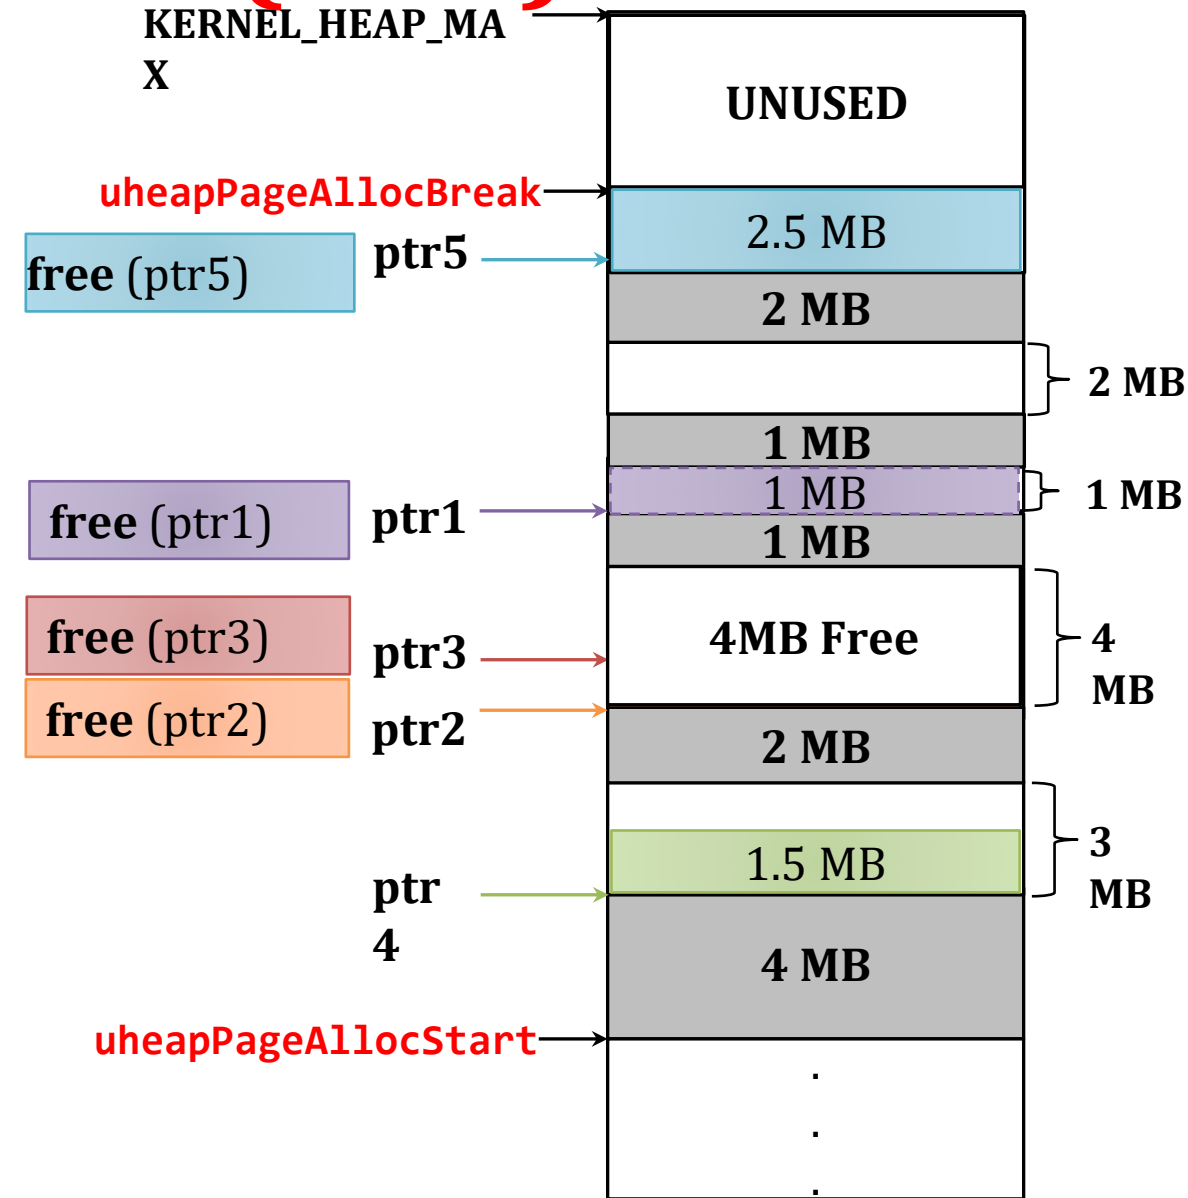 KERNEL_HEAP_MA
X
UNUSED
uheapPageAllocBreak
2.5 MB
free (ptr5)
ptr5
2 MB
2 MB
1 MB
1 MB
1 MB
free (ptr1)
ptr1
1 MB
free (ptr3)
ptr3
4MB Free
4
MB
free (ptr2)
ptr2
2 MB
1.5 MB
3
MB
ptr
4
4 MB
uheapPageAllocStart
.
.
.